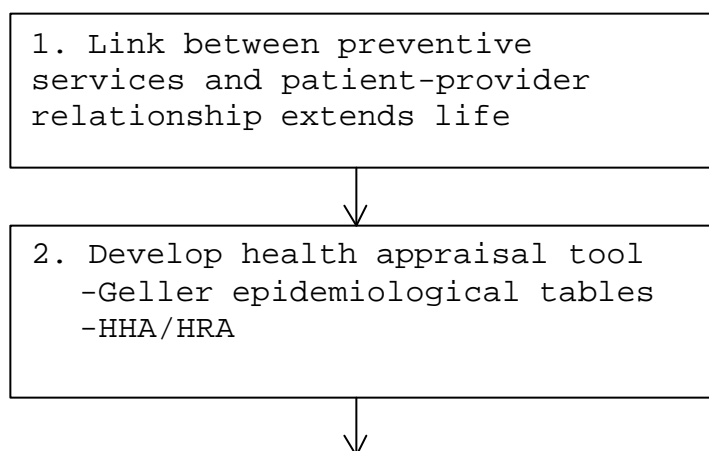 1. Link between preventive
services and patient-provider
relationship extends life
2. Develop health appraisal tool
-Geller epidemiological tables
-HHA/HRA